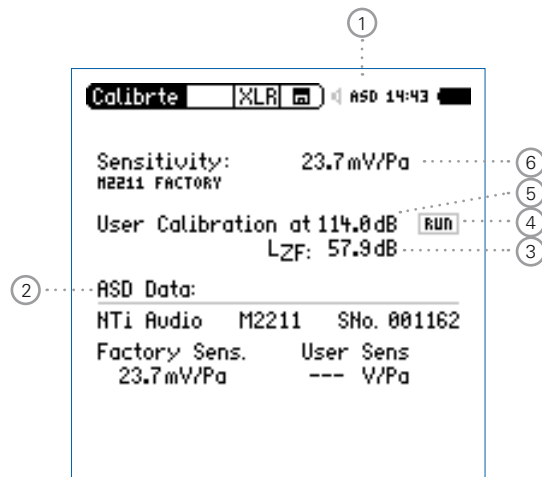 1
Calibrte XLR ASD 14:43
Sensitivity: 23.7mV/Pa 6
M2211 FACTORY
5
User Calibration at 114.0dB RUN 4
LZF: 57.9dB 3
2 ASD Data:
NTi Audio M2211 SNo. 001162
Factory Sens. User Sens
23.7mV/Pa --- V/Pa